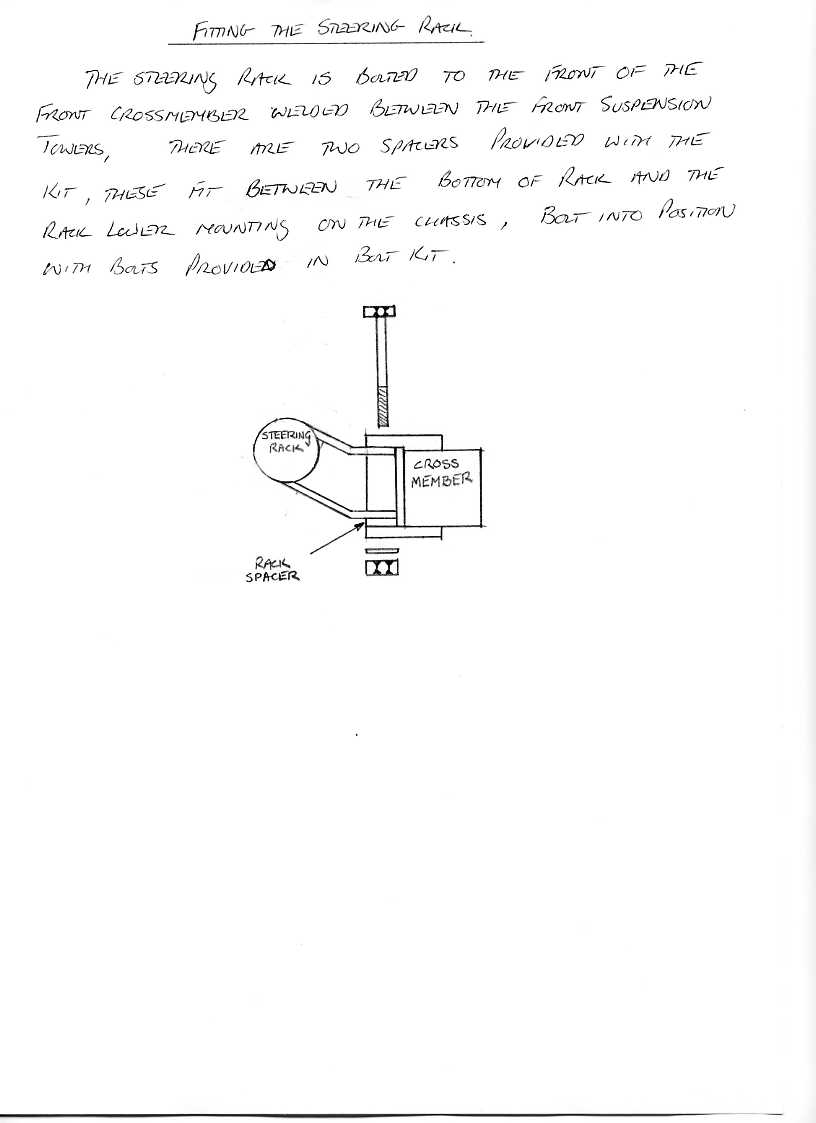 FITTING THE STEERING RACK.
THE STEERING RACK IS BOLTED TO THE FRONT OF THE
FRONT CROSSMEMBER WELDED BETWEEN THE FRONT SUSPENSION
TOWERS, THERE ARE TWO SPACERS PROVIDED WITH THE
KIT, THESE FIT BETWEEN THE BOTTOM OF RACK AND THE
RACK LOWER MOUNTING ON THE CHASSIS, BOLT INTO POSITION
WITH BOLTS PROVIDED IN BOLT KIT.
STEERING
RACK
CROSS
MEMBER
RACK
SPACER